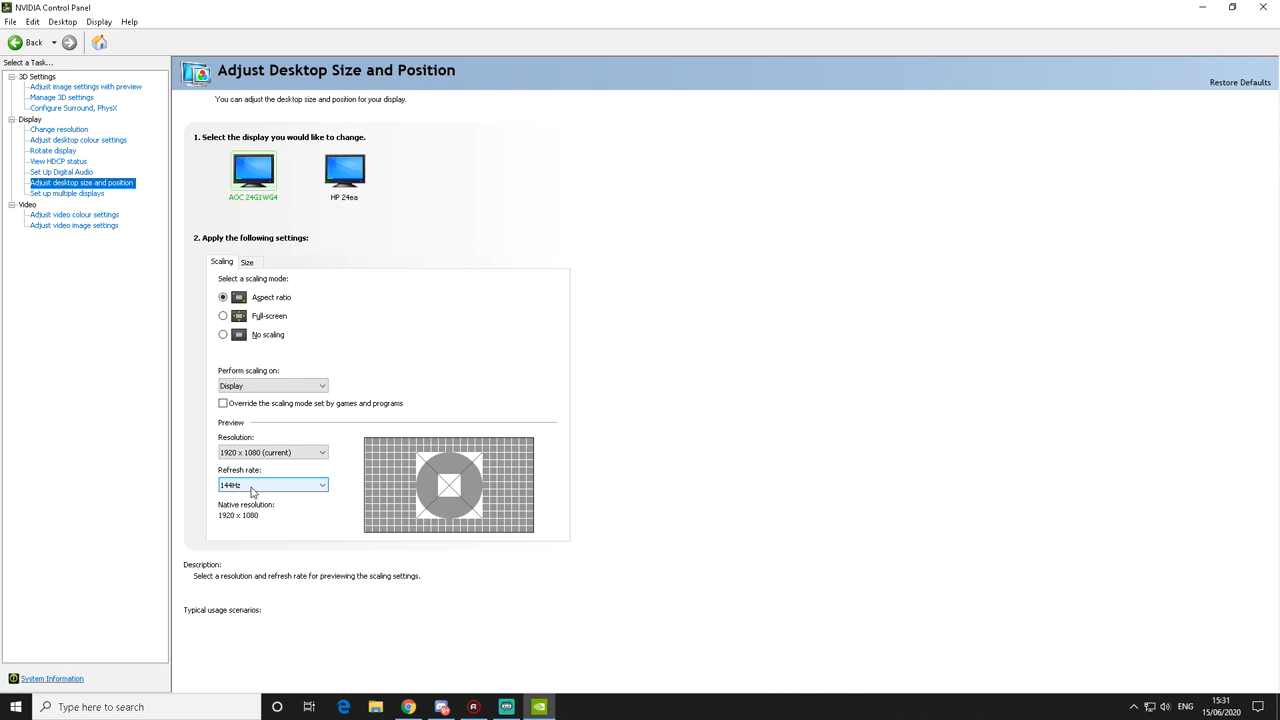 NVIDIA Control Panel
File Edit Desktop Display Help
Back
Select a Task...
3D Settings
Adjust image settings with preview
Manage 3D settings
Configure Surround, PhysX
Display
Change resolution
Adjust desktop colour settings
Rotate display
View HDCP status
Set Up Digital Audio
Adjust desktop size and position
Set up multiple displays
Video
Adjust video colour settings
Adjust video image settings
System Information
Adjust Desktop Size and Position
Restore Defaults
You can adjust the desktop size and position for your display.
1. Select the display you would like to change.
AOC 24G1WG4 HP 24ea
2. Apply the following settings:
Scaling Size
Select a scaling mode:
Aspect ratio
Full-screen
No scaling
Perform scaling on:
Display
Override the scaling mode set by games and programs
Preview
Resolution:
1920 x 1080 (current)
Refresh rate:
144Hz
Native resolution:
1920 x 1080
Description:
Select a resolution and refresh rate for previewing the scaling settings.
Typical usage scenarios:
Type here to search
ENG
15:31
15/06/2020